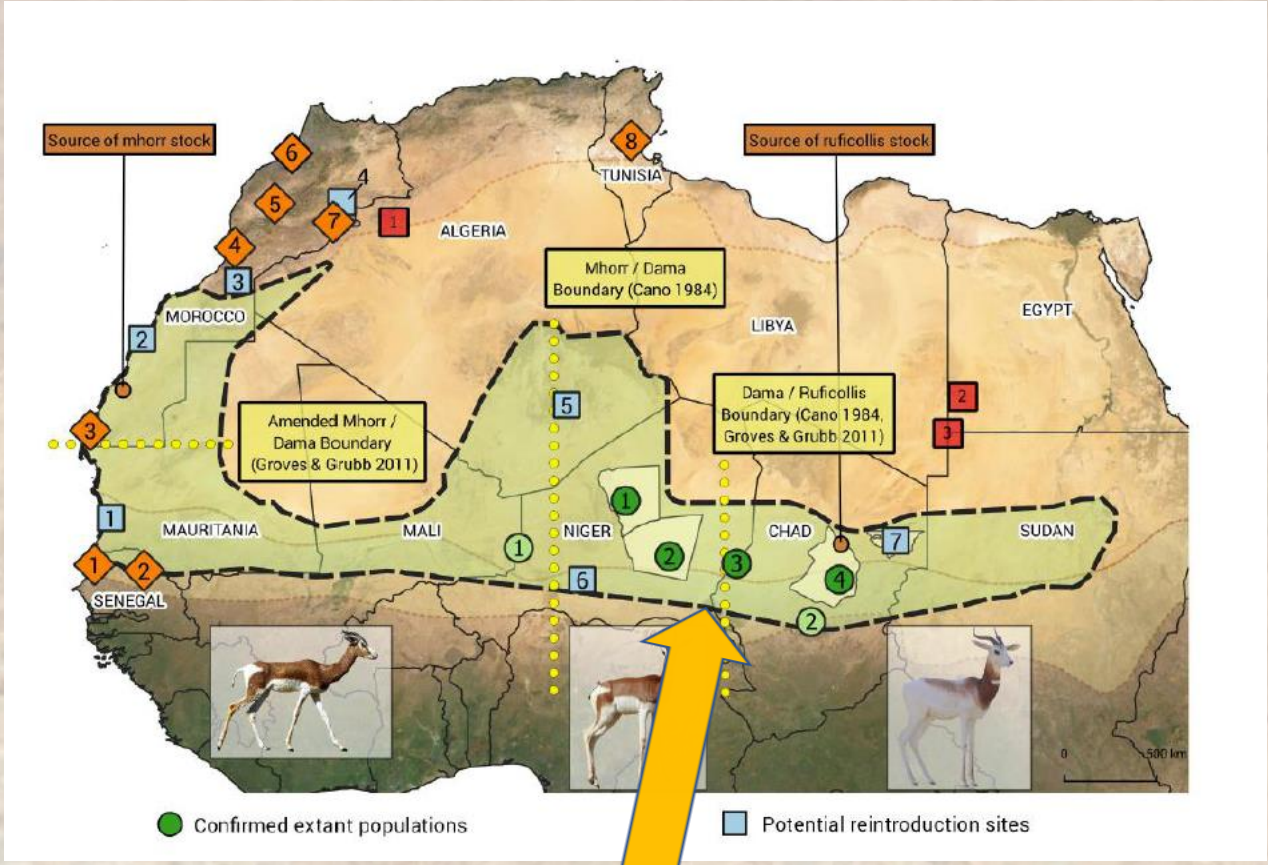 6
8
Source of mhorr stock
Source of ruficollis stock
TUNISIA
4
5
7
1
ALGERIA
4
3
Mhorr / Dama
Boundary (Cano 1984)
MOROCCO
LIBYA
EGYPT
2
Dama / Ruficollis
Boundary (Cano 1984,
Groves & Grubb 2011)
2
5
3
Amended Mhorr /
Dama Boundary
(Groves & Grubb 2011)
3
1
1
MAURITANIA
MALI
NIGER
CHAD
SUDAN
1
2
3
7
4
1
2
6
SENEGAL
2
0
500 km
Confirmed extant populations
Potential reintroduction sites